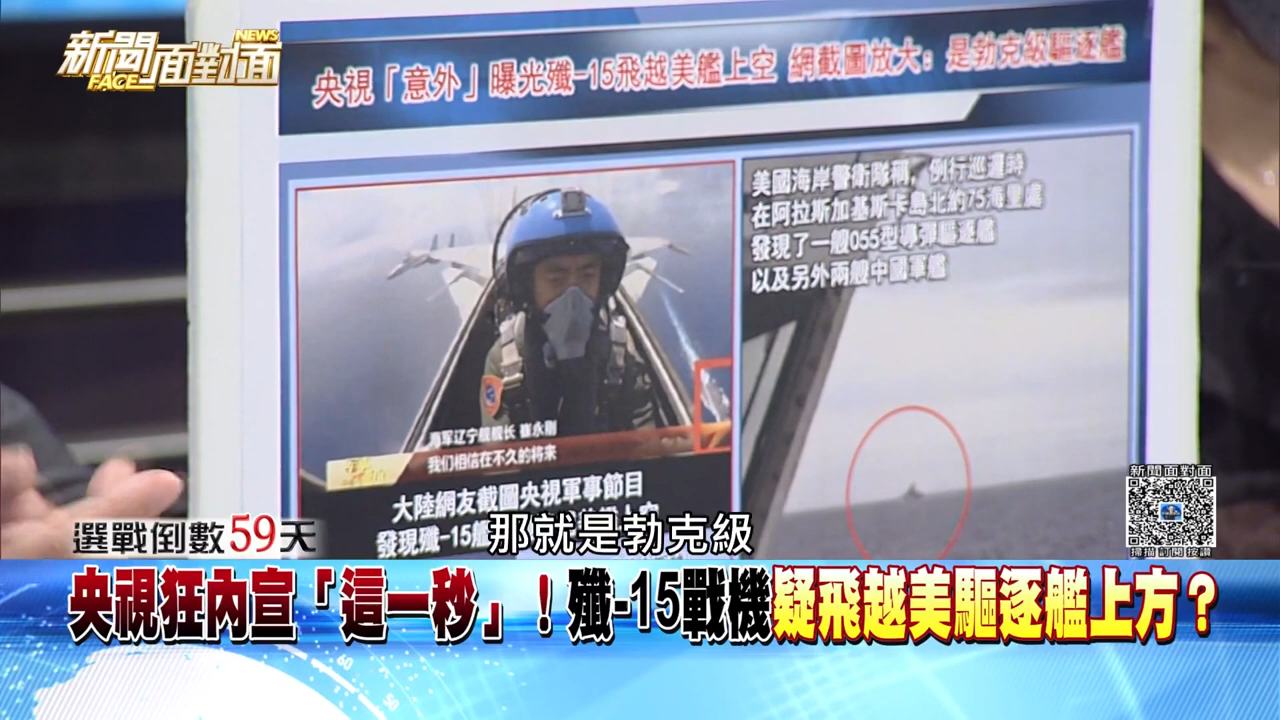 新聞面對面
NEWS
FACE
央視「意外」曝光殲-15飛越美艦上空 網截圖放大：是勃克級驅逐艦
美國海岸警衛隊稱，例行巡邏時
在阿拉斯加基斯卡島北約75海里處
發現了一艘055型導彈驅逐艦
以及另外兩艘中國軍艦
海军辽宁舰舰长 崔永刚
我们相信在不久的将来
大陸網友截圖央視軍事節目
發現殲-15
新聞面對面
掃描 訂閱 按讚
選戰倒數59天
那就是勃克級
央視狂內宣「這一秒」！殲-15戰機疑飛越美驅逐艦上方？
60